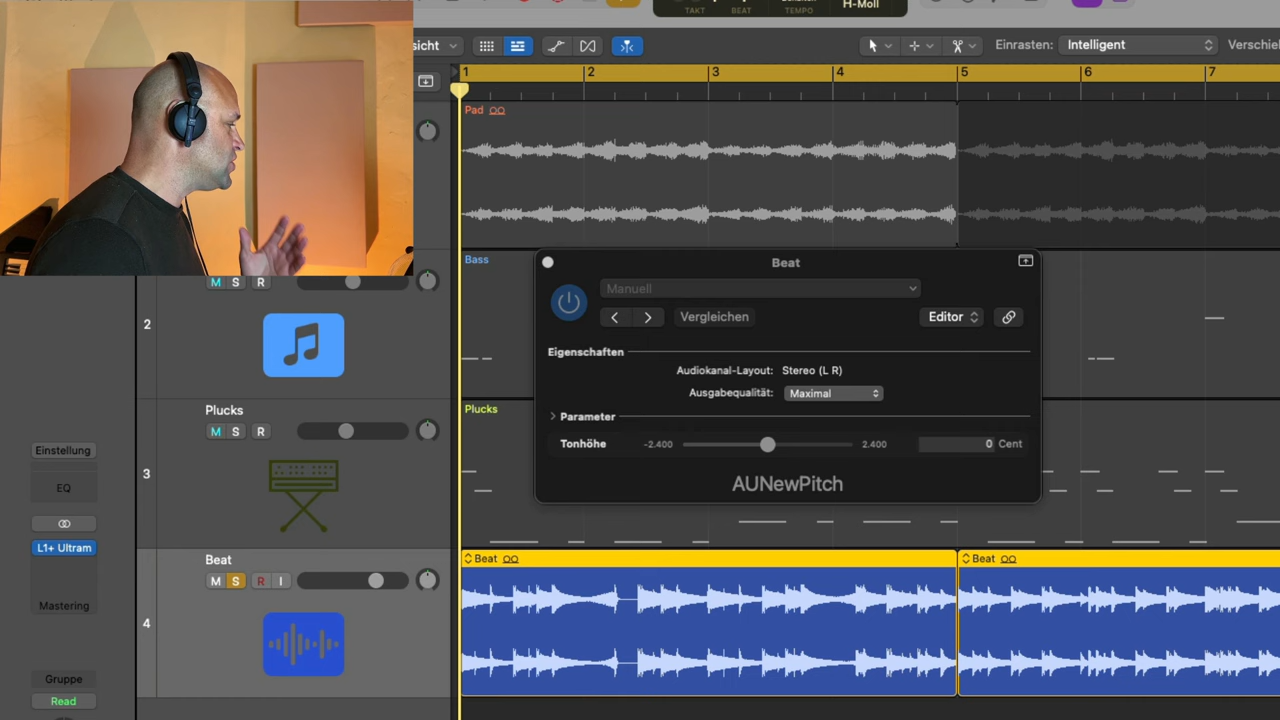 TAKT BEAT TEMPO H-Moll
sicht Einrasten: Intelligent Verschie
1 2 3 4 5 6 7
Pad
Bass
M S R
2
Beat
Manuell
Vergleichen Editor
Eigenschaften
Audiokanal-Layout: Stereo (L R)
Ausgabequalität: Maximal
Parameter
Tonhöhe -2.400 2.400 0 Cent
AUNewPitch
Plucks
Plucks
M S R
3
Einstellung
EQ
L1+ Ultram
Mastering
Gruppe
Read
Beat
M S R I
4
Beat
Beat